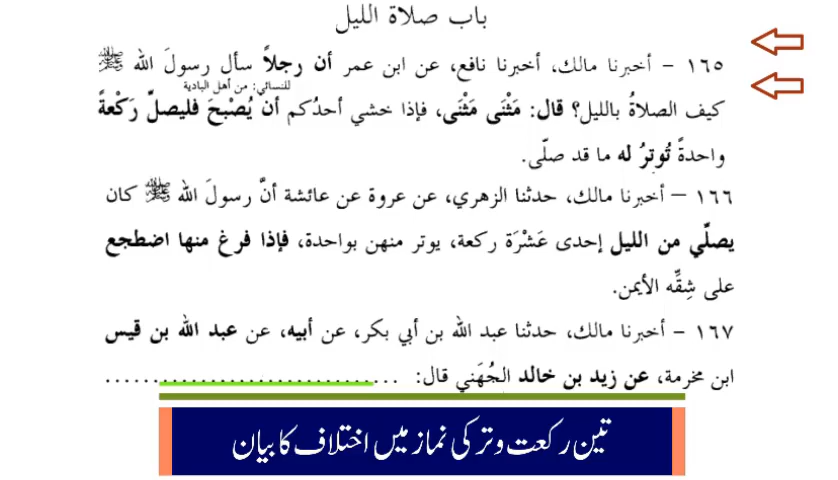 باب صلاة الليل
١٦٥ – أخبرنا مالك، أخبرنا نافع، عن ابن عمر أن رجلاً سأل رسولَ الله ﷺ
للنسائي: من أهل البادية
كيف الصلاةُ بالليل؟ قال: مَثْنَى مَثْنَى، فإذا خشي أحدُكم أن يُصْبحَ فليصلِّ رَكْعةً
واحدةً تُوتِرُ له ما قد صلّى.
١٦٦ – أخبرنا مالك، حدثنا الزهري، عن عروة عن عائشة أنَّ رسولَ الله ﷺ كان
يصلّي من الليل إحدى عَشْرَة ركعة، يوتر منهن بواحدة، فإذا فرغ منها اضطجع
على شِقِّه الأيمن.
١٦٧ – أخبرنا مالك، حدثنا عبد الله بن أبي بكر، عن أبيه، عن عبد الله بن قيس
ابن مخرمة، عن زيد بن خالد الجُهَني قال: ......................................
تین رکعت وتر کی نماز میں اختلاف کا بیان